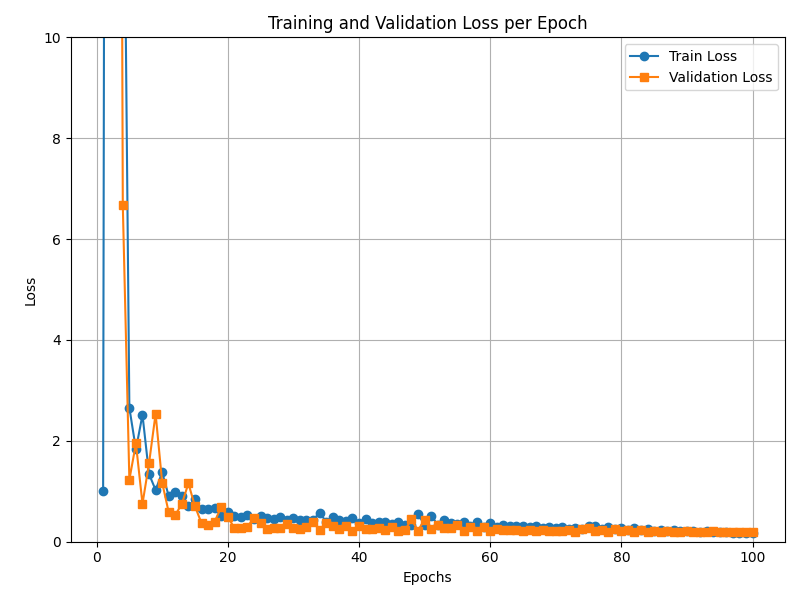 Training and Validation Loss per Epoch
Train Loss
Validation Loss
Loss
10
8
6
4
2
0
0 20 40 60 80 100
Epochs